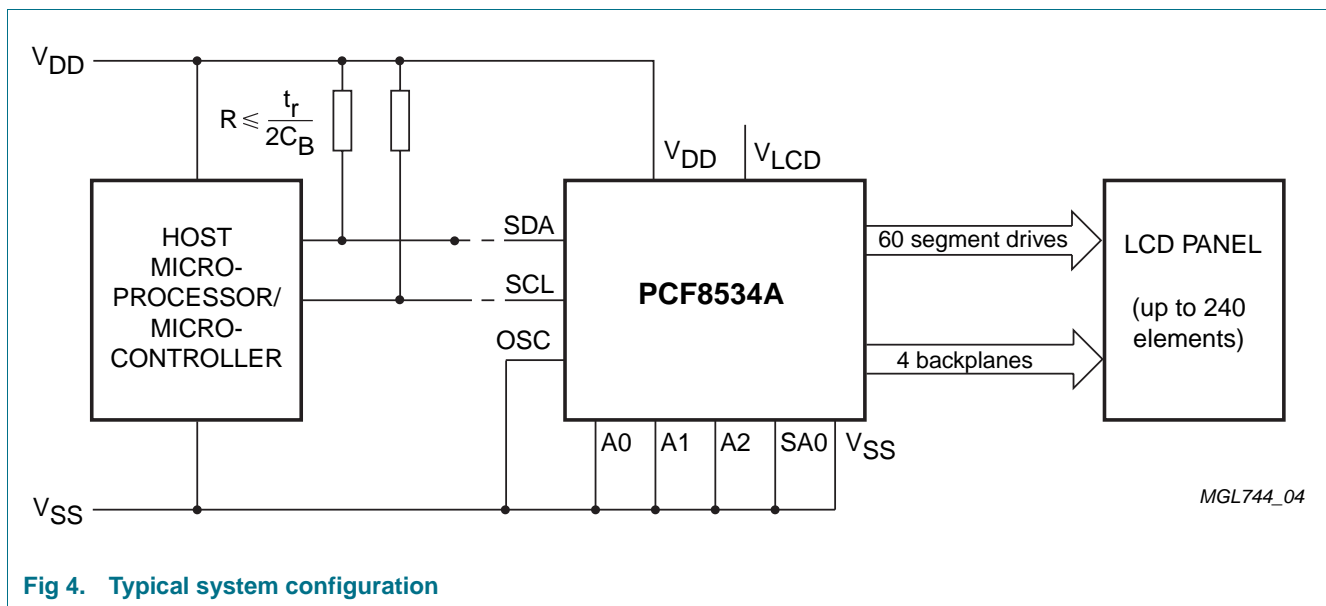 VDD
R ≤ tr
2CB
VDD
VLCD
HOST
MICRO-
PROCESSOR/
MICRO-
CONTROLLER
SDA
SCL
OSC
PCF8534A
60 segment drives
4 backplanes
LCD PANEL
(up to 240
elements)
A0
A1
A2
SA0
VSS
VSS
MGL744_04
Fig 4. Typical system configuration